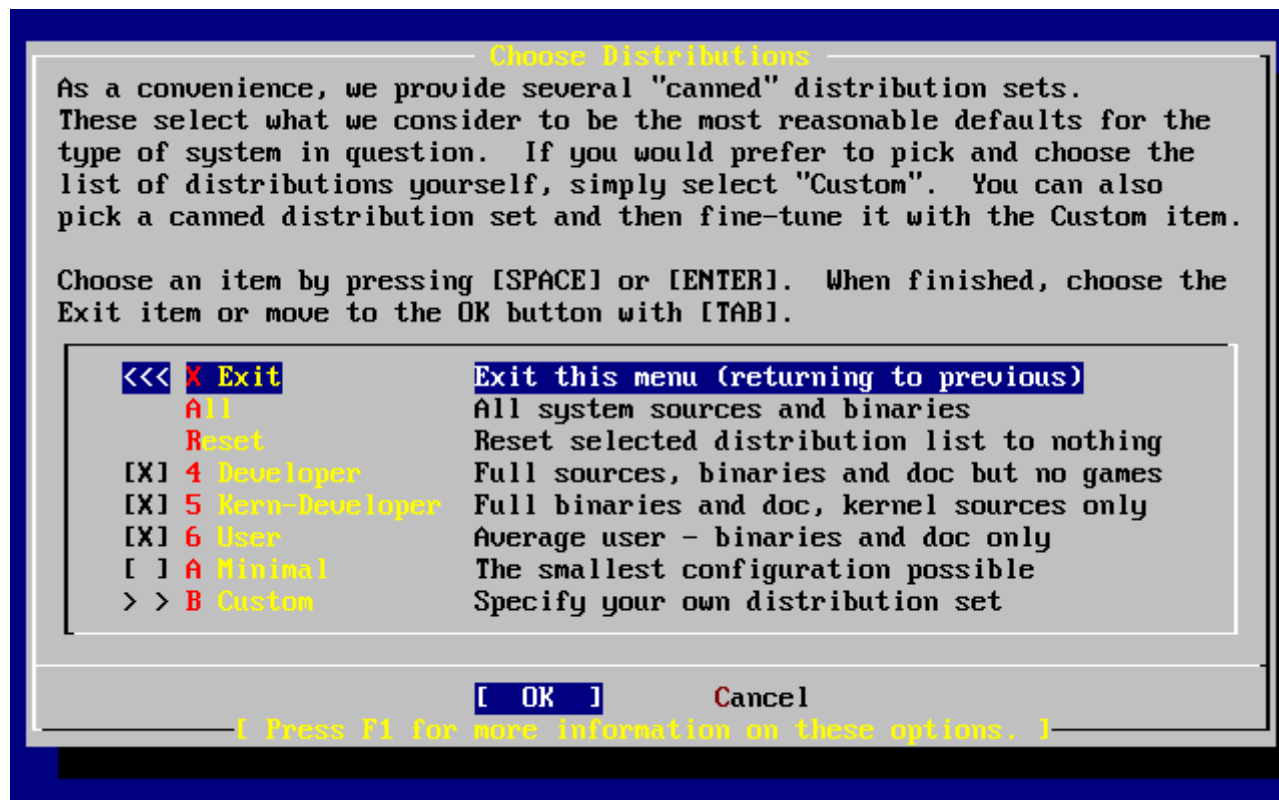 Choose Distributions
As a convenience, we provide several "canned" distribution sets.
These select what we consider to be the most reasonable defaults for the
type of system in question.  If you would prefer to pick and choose the
list of distributions yourself, simply select "Custom".  You can also
pick a canned distribution set and then fine-tune it with the Custom item.
Choose an item by pressing [SPACE] or [ENTER].  When finished, choose the
Exit item or move to the OK button with [TAB].
<<< X Exit Exit this menu (returning to previous)
All All system sources and binaries
Reset Reset selected distribution list to nothing
[X] 4 Developer Full sources, binaries and doc but no games
[X] 5 Kern-Developer Full binaries and doc, kernel sources only
[X] 6 User Average user - binaries and doc only
[ ] A Minimal The smallest configuration possible
> > B Custom Specify your own distribution set
[ OK ] Cancel
[ Press F1 for more information on these options. ]